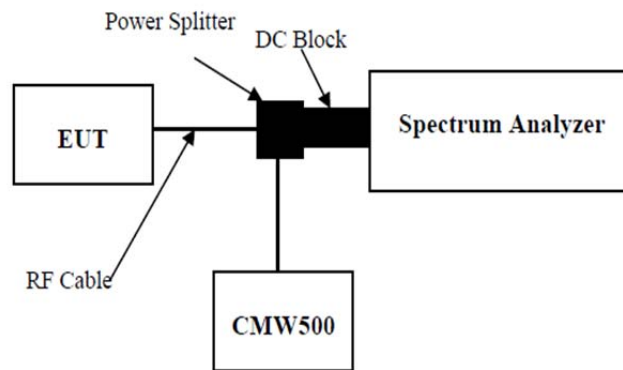 Power Splitter
DC Block
EUT
Spectrum Analyzer
RF Cable
CMW500